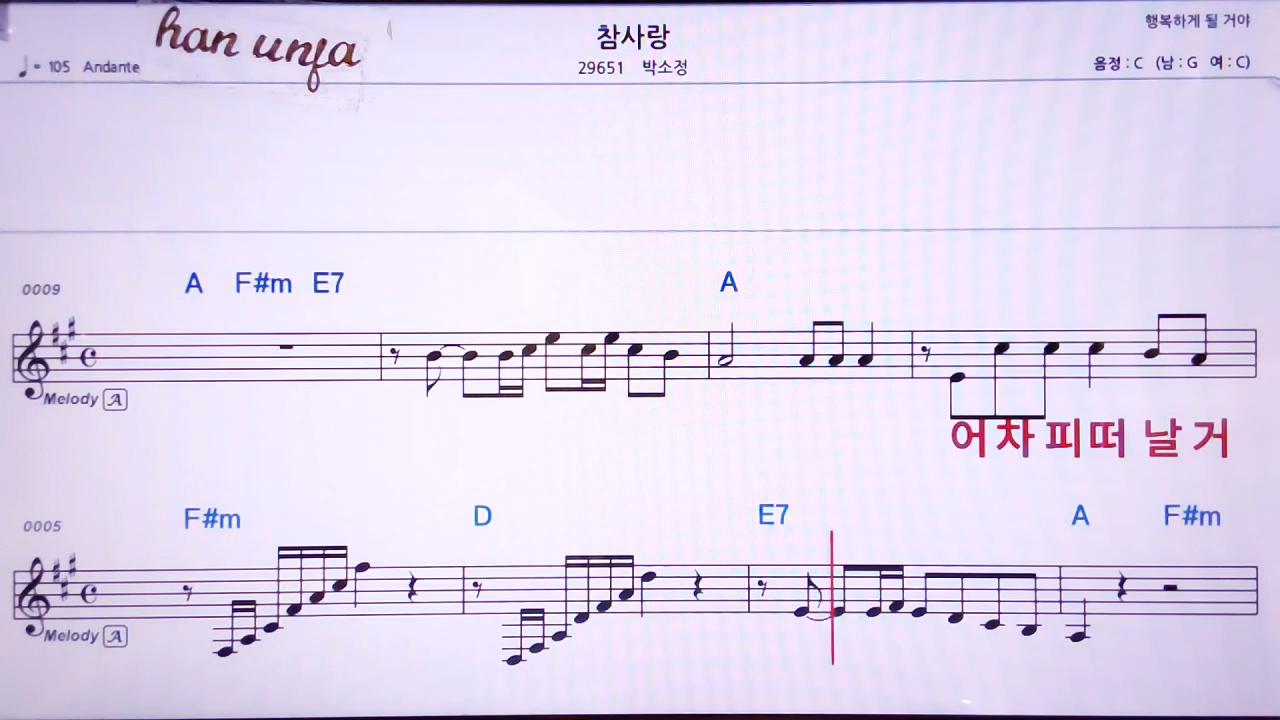 han unja
참사랑
행복하게 될 거야
♩= 105 Andante
29651 박소정
음정 : C (남 : G 여 : C)
0009
A F#m E7 A
Melody A
어차피떠 날 거
0005
F#m D E7 A F#m
Melody A